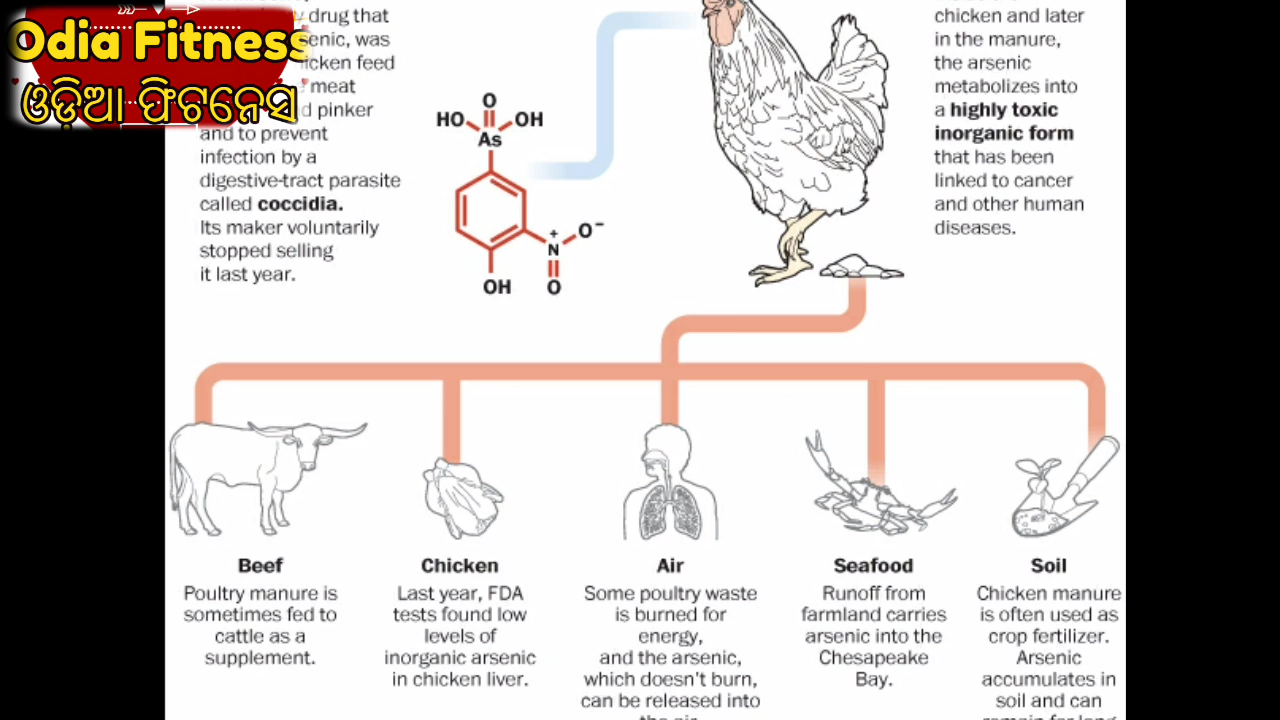 Odia Fitness
ଓଡ଼ିଆ ଫିଟନେସ
drug that
was
feed
meat
pinker
and to prevent
infection by a
digestive-tract parasite
called coccidia.
Its maker voluntarily
stopped selling
it last year.
O
HO OH
As
+
N
O−
OH
O
chicken and later
in the manure,
the arsenic
metabolizes into
a highly toxic
inorganic form
that has been
linked to cancer
and other human
diseases.
Beef
Poultry manure is
sometimes fed to
cattle as a
supplement.
Chicken
Last year, FDA
tests found low
levels of
inorganic arsenic
in chicken liver.
Air
Some poultry waste
is burned for
energy,
and the arsenic,
which doesn't burn,
can be released into
the air.
Seafood
Runoff from
farmland carries
arsenic into the
Chesapeake
Bay.
Soil
Chicken manure
is often used as
crop fertilizer.
Arsenic
accumulates in
soil and can
remain for long